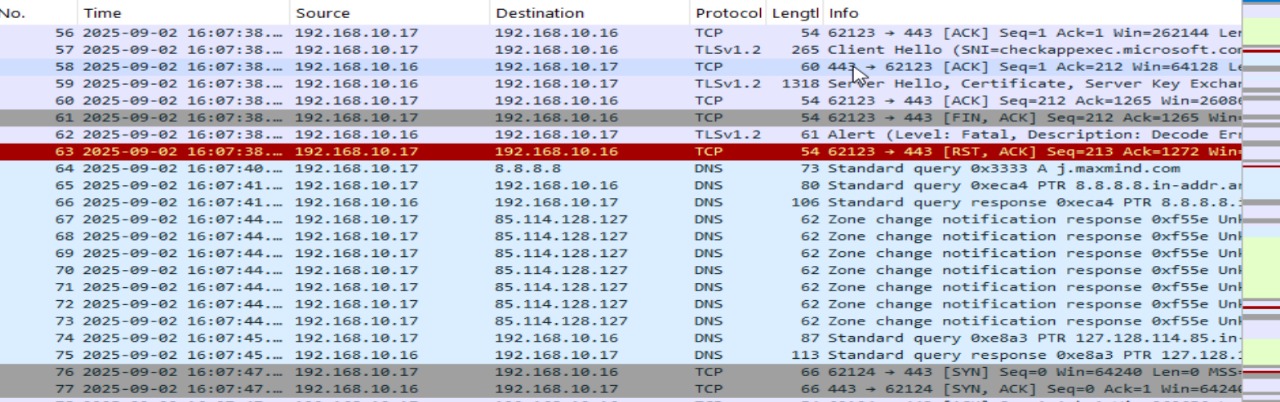 No. Time Source Destination Protocol Lengtl Info
56 2025-09-02 16:07:38.… 192.168.10.17 192.168.10.16 TCP 54 62123 → 443 [ACK] Seq=1 Ack=1 Win=262144 Len
57 2025-09-02 16:07:38.… 192.168.10.17 192.168.10.16 TLSv1.2 265 Client Hello (SNI=checkappexec.microsoft.com
58 2025-09-02 16:07:38.… 192.168.10.16 192.168.10.17 TCP 60 443 → 62123 [ACK] Seq=1 Ack=212 Win=64128 Le
59 2025-09-02 16:07:38.… 192.168.10.16 192.168.10.17 TLSv1.2 1318 Server Hello, Certificate, Server Key Exchan
60 2025-09-02 16:07:38.… 192.168.10.17 192.168.10.16 TCP 54 62123 → 443 [ACK] Seq=212 Ack=1265 Win=26086
61 2025-09-02 16:07:38.… 192.168.10.17 192.168.10.16 TCP 54 62123 → 443 [FIN, ACK] Seq=212 Ack=1265 Win=
62 2025-09-02 16:07:38.… 192.168.10.16 192.168.10.17 TLSv1.2 61 Alert (Level: Fatal, Description: Decode Err
63 2025-09-02 16:07:38.… 192.168.10.17 192.168.10.16 TCP 54 62123 → 443 [RST, ACK] Seq=213 Ack=1272 Win=
64 2025-09-02 16:07:40.… 192.168.10.17 8.8.8.8 DNS 73 Standard query 0x3333 A j.maxmind.com
65 2025-09-02 16:07:41.… 192.168.10.17 192.168.10.16 DNS 80 Standard query 0xeca4 PTR 8.8.8.8.in-addr.ar
66 2025-09-02 16:07:41.… 192.168.10.16 192.168.10.17 DNS 106 Standard query response 0xeca4 PTR 8.8.8.8.i
67 2025-09-02 16:07:44.… 192.168.10.17 85.114.128.127 DNS 62 Zone change notification response 0xf55e Unk
68 2025-09-02 16:07:44.… 192.168.10.17 85.114.128.127 DNS 62 Zone change notification response 0xf55e Unk
69 2025-09-02 16:07:44.… 192.168.10.17 85.114.128.127 DNS 62 Zone change notification response 0xf55e Unk
70 2025-09-02 16:07:44.… 192.168.10.17 85.114.128.127 DNS 62 Zone change notification response 0xf55e Unk
71 2025-09-02 16:07:44.… 192.168.10.17 85.114.128.127 DNS 62 Zone change notification response 0xf55e Unk
72 2025-09-02 16:07:44.… 192.168.10.17 85.114.128.127 DNS 62 Zone change notification response 0xf55e Unk
73 2025-09-02 16:07:44.… 192.168.10.17 85.114.128.127 DNS 62 Zone change notification response 0xf55e Unk
74 2025-09-02 16:07:45.… 192.168.10.17 192.168.10.16 DNS 87 Standard query 0xe8a3 PTR 127.128.114.85.in-
75 2025-09-02 16:07:45.… 192.168.10.16 192.168.10.17 DNS 113 Standard query response 0xe8a3 PTR 127.128.1
76 2025-09-02 16:07:47.… 192.168.10.17 192.168.10.16 TCP 66 62124 → 443 [SYN] Seq=0 Win=64240 Len=0 MSS=
77 2025-09-02 16:07:47.… 192.168.10.16 192.168.10.17 TCP 66 443 → 62124 [SYN, ACK] Seq=0 Ack=1 Win=64240